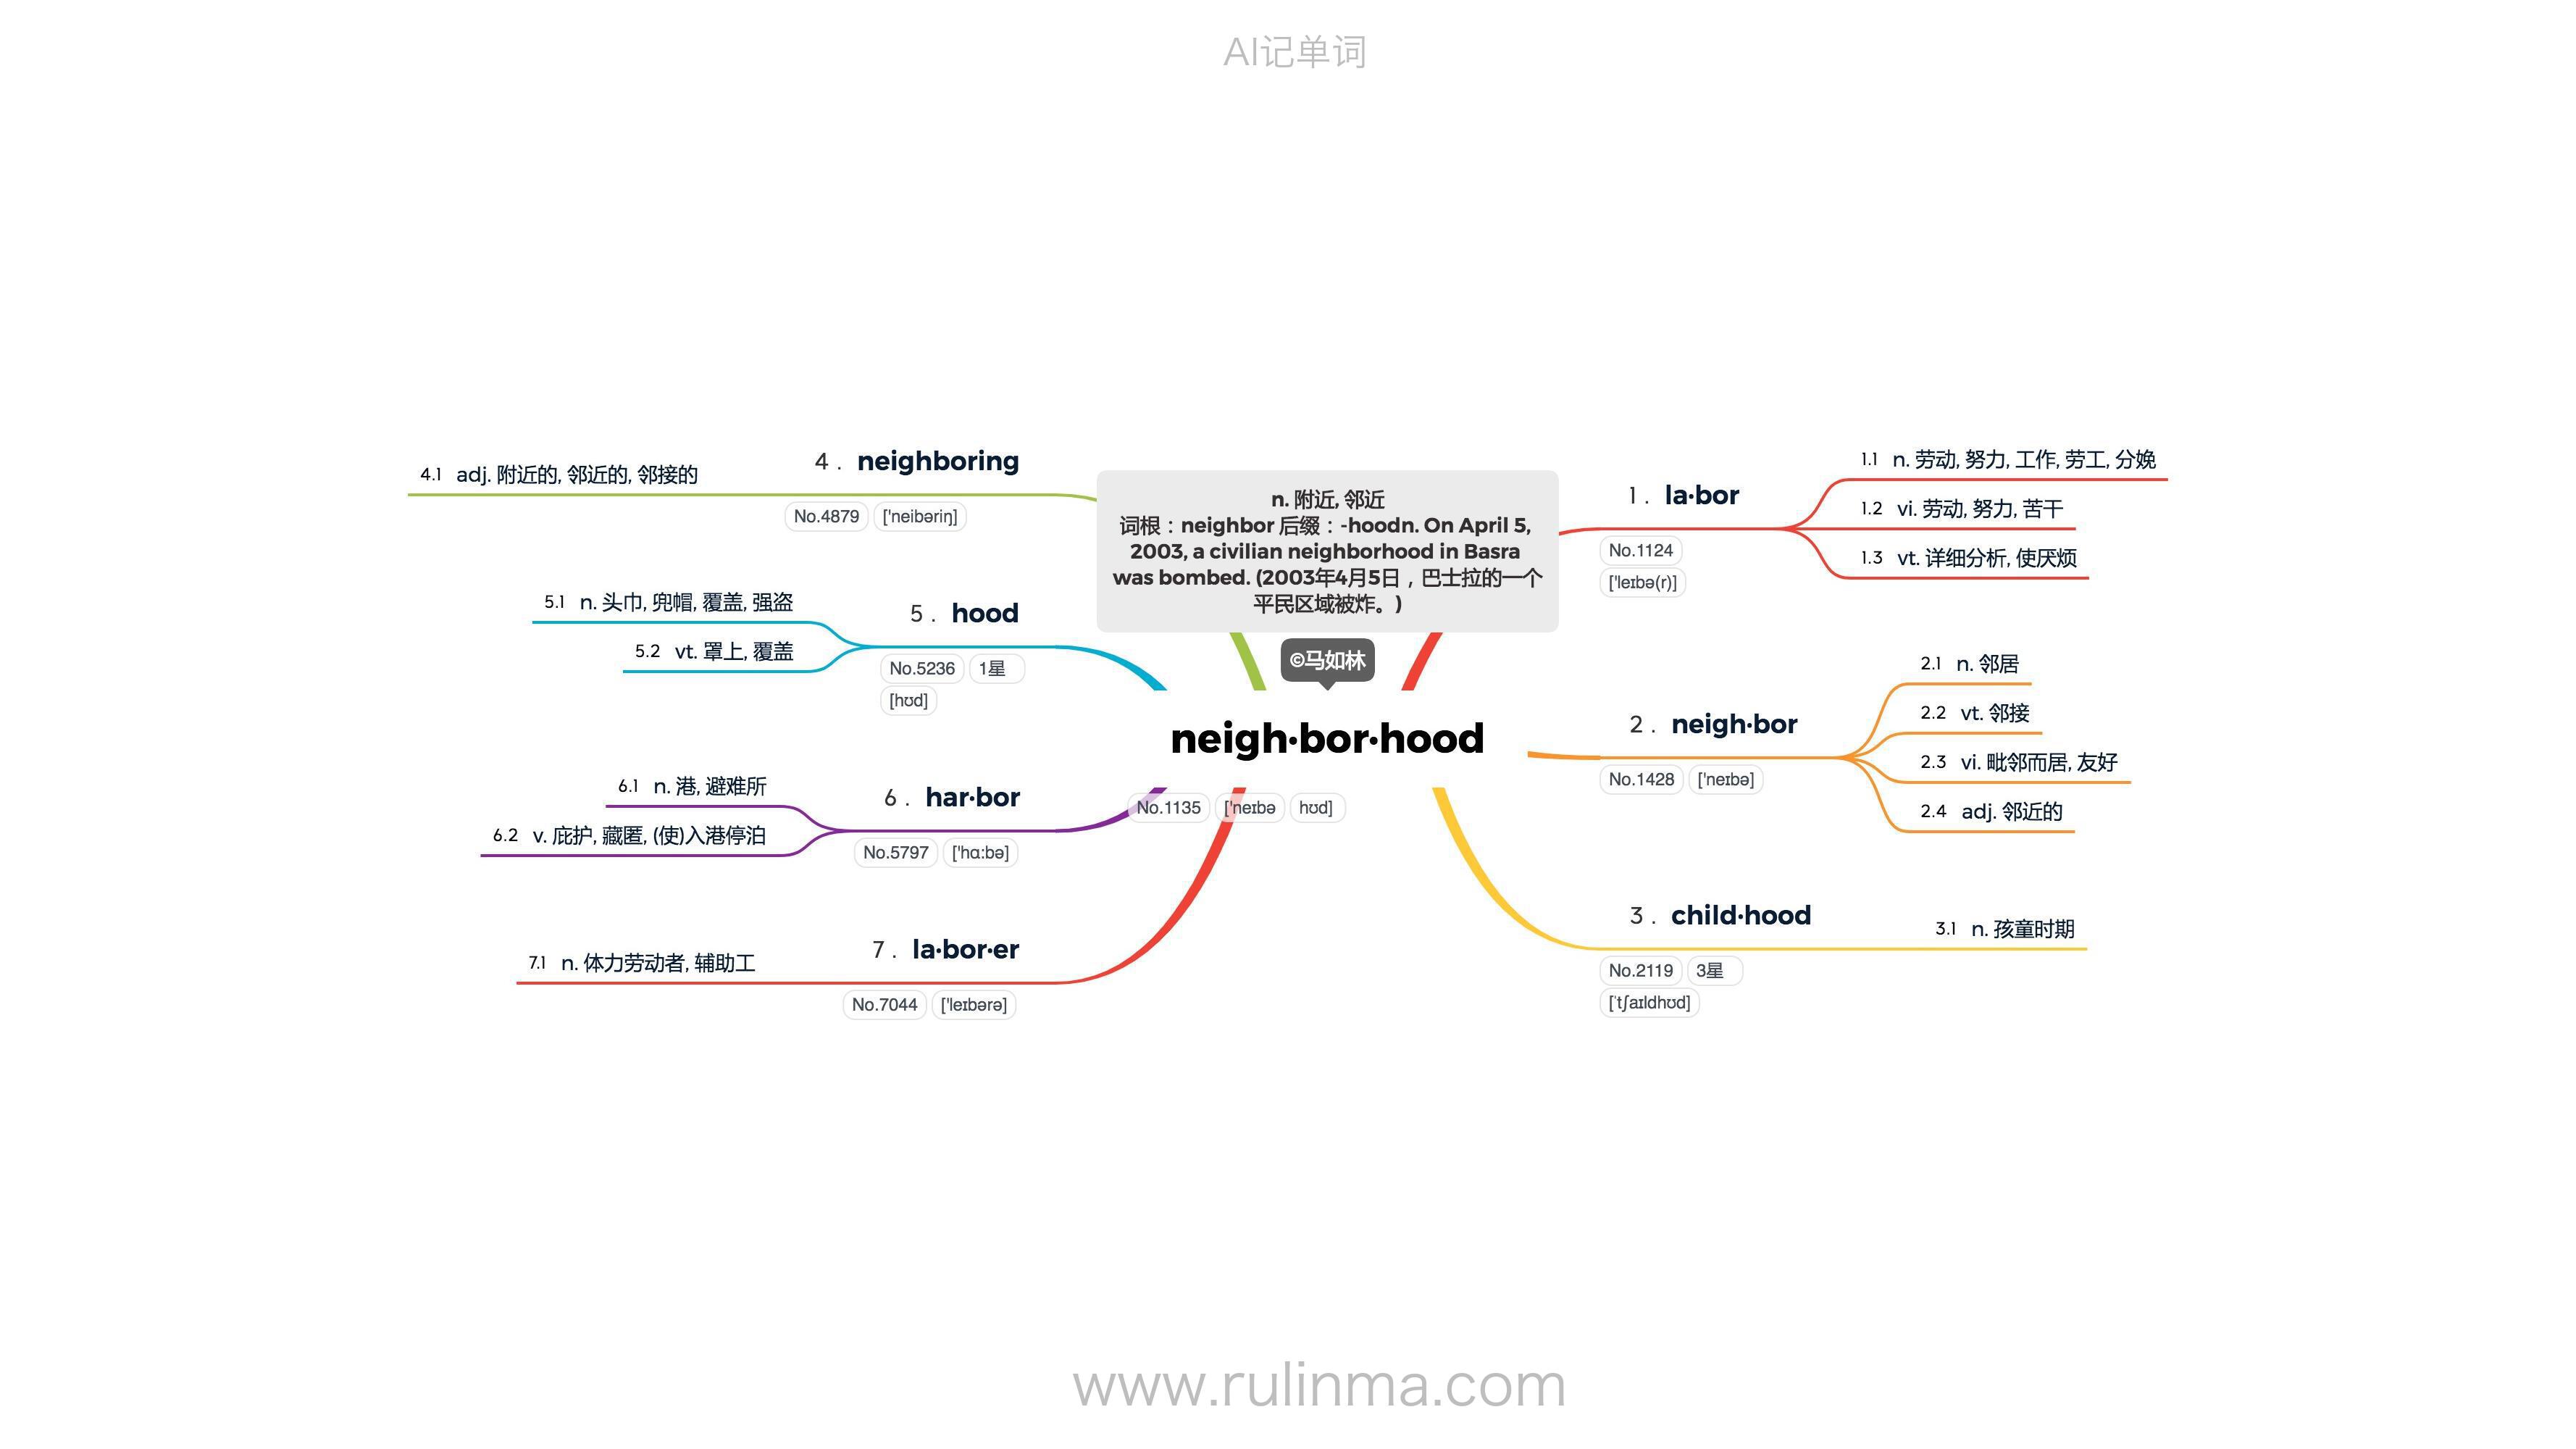 AI记单词
n. 附近, 邻近
词根：neighbor 后缀：-hoodn. On April 5,
2003, a civilian neighborhood in Basra
was bombed. (2003年4月5日，巴士拉的一个
平民区域被炸。)
©马如林
neigh·bor·hood
No.1135 ['neɪbə hʊd]
1. la·bor
No.1124
['leɪbə(r)]
1.1 n. 劳动, 努力, 工作, 劳工, 分娩
1.2 vi. 劳动, 努力, 苦干
1.3 vt. 详细分析, 使厌烦
2. neigh·bor
No.1428 ['neɪbə]
2.1 n. 邻居
2.2 vt. 邻接
2.3 vi. 毗邻而居, 友好
2.4 adj. 邻近的
3. child·hood
No.2119 3星
['tʃaɪldhʊd]
3.1 n. 孩童时期
4. neighboring
No.4879 ['neibəriŋ]
4.1 adj. 附近的, 邻近的, 邻接的
5. hood
No.5236 1星
[hʊd]
5.1 n. 头巾, 兜帽, 覆盖, 强盗
5.2 vt. 罩上, 覆盖
6. har·bor
No.5797 ['hɑ:bə]
6.1 n. 港, 避难所
6.2 v. 庇护, 藏匿, (使)入港停泊
7. la·bor·er
No.7044 ['leɪbərə]
7.1 n. 体力劳动者, 辅助工
www.rulinma.com